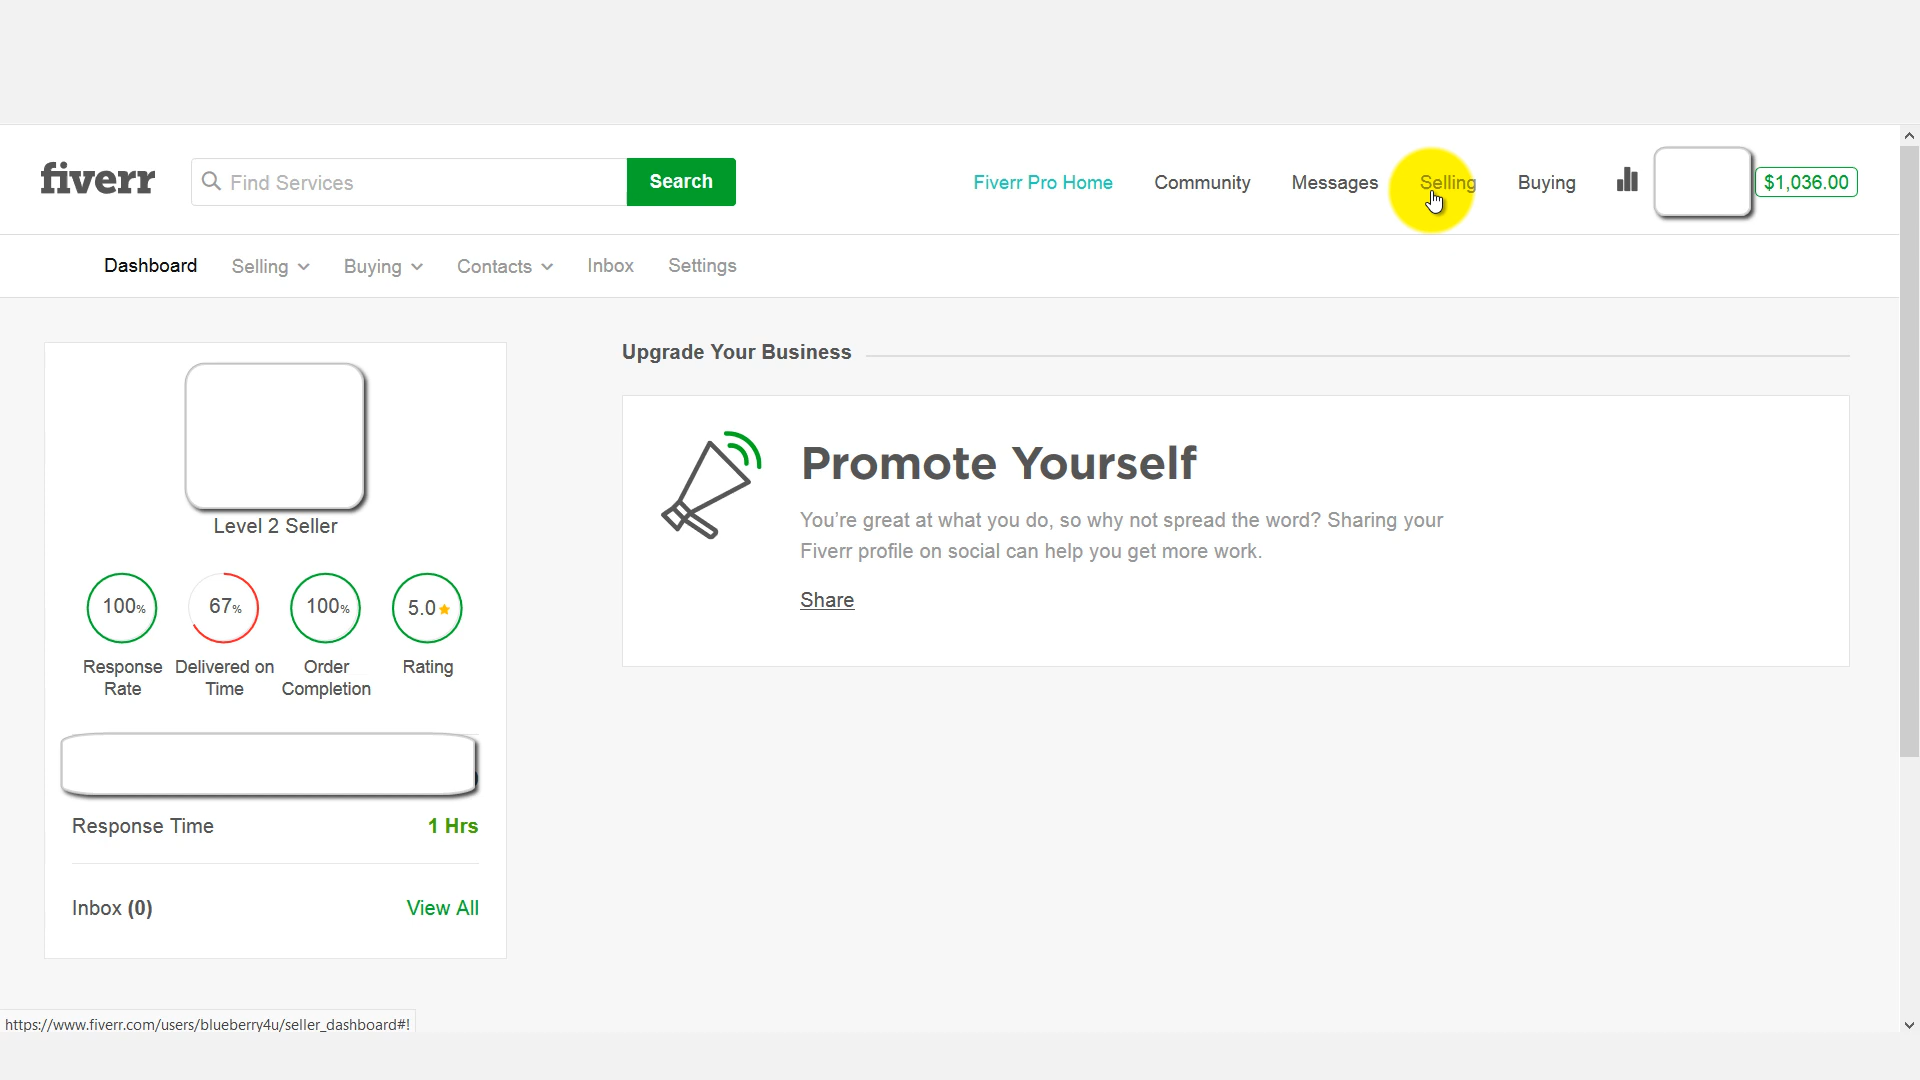 fiverr
Find Services
Search
Fiverr Pro Home
Community
Messages
Selling
Buying
$1,036.00
Dashboard
Selling
Buying
Contacts
Inbox
Settings
Level 2 Seller
100%
67%
100%
5.0
Response
Rate
Delivered on
Time
Order
Completion
Rating
Response Time
1 Hrs
Inbox (0)
View All
Upgrade Your Business
Promote Yourself
You're great at what you do, so why not spread the word? Sharing your
Fiverr profile on social can help you get more work.
Share
https://www.fiverr.com/users/blueberry4u/seller_dashboard#!